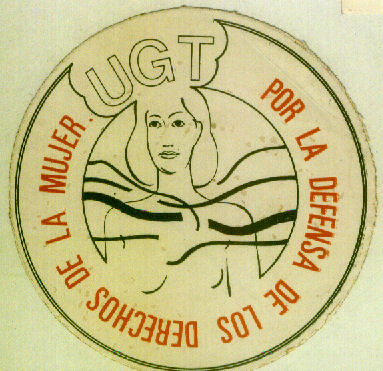 UGT
POR LA DEFENSA DE LOS DERECHOS DE LA MUJER.